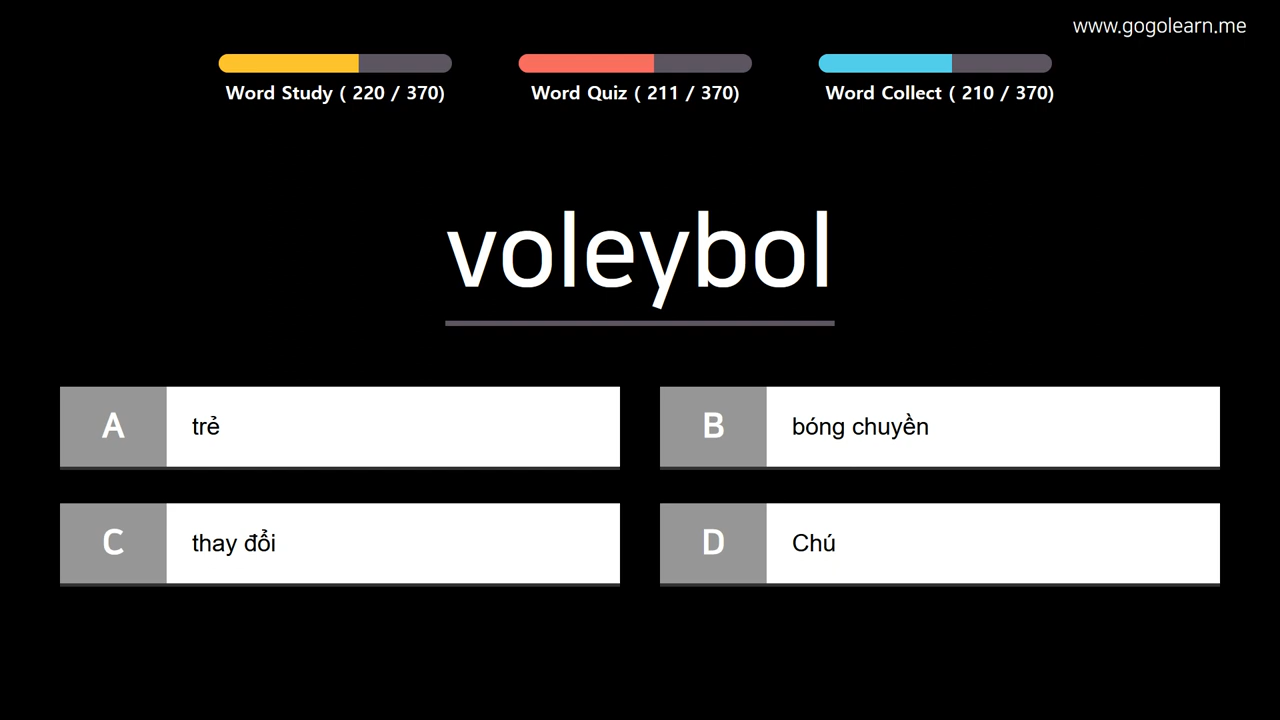 www.gogolearn.me
Word Study ( 220 / 370)
Word Quiz ( 211 / 370)
Word Collect ( 210 / 370)
voleybol
A trẻ
B bóng chuyền
C thay đổi
D Chú